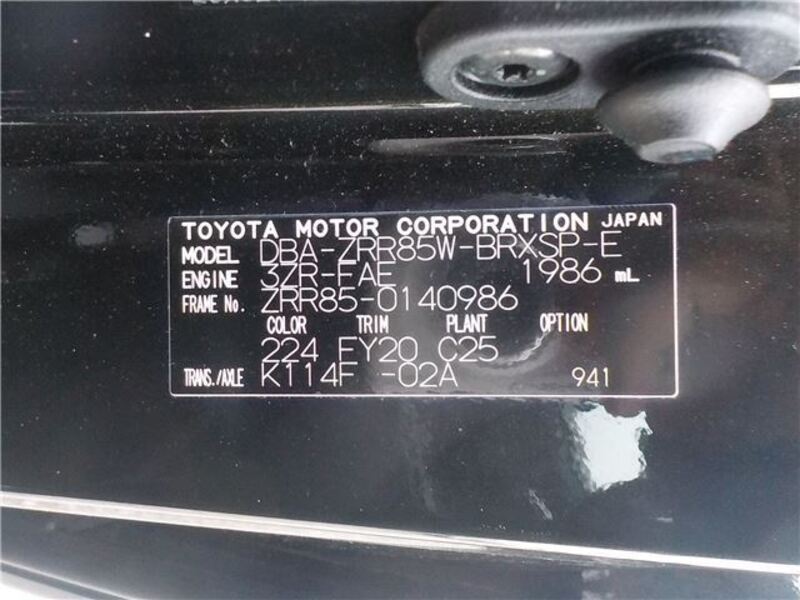 TOYOTA MOTOR CORPORATION JAPAN
MODEL DBA-ZRR85W-BRXSP-E
ENGINE 3ZR-FAE 1986 mL
FRAME No. ZRR85-0140986
COLOR TRIM PLANT OPTION
224 FY20 C25
TRANS./AXLE K114F -02A 941